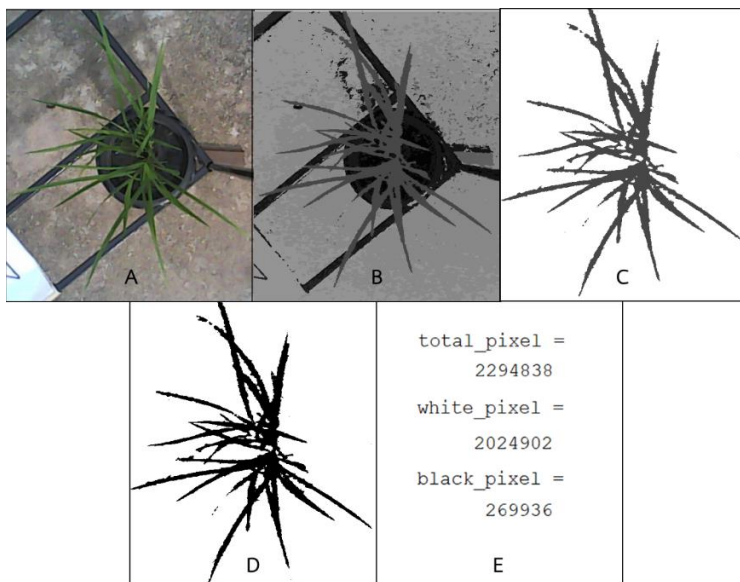 A
B
C
D
total_pixel =
2294838
white_pixel =
2024902
black_pixel =
269936
E